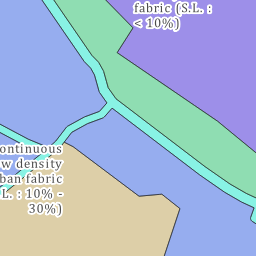 fabric (S.L. :
< 10%)
ontinuous
w density
ban fabric
L. : 10% -
30%)